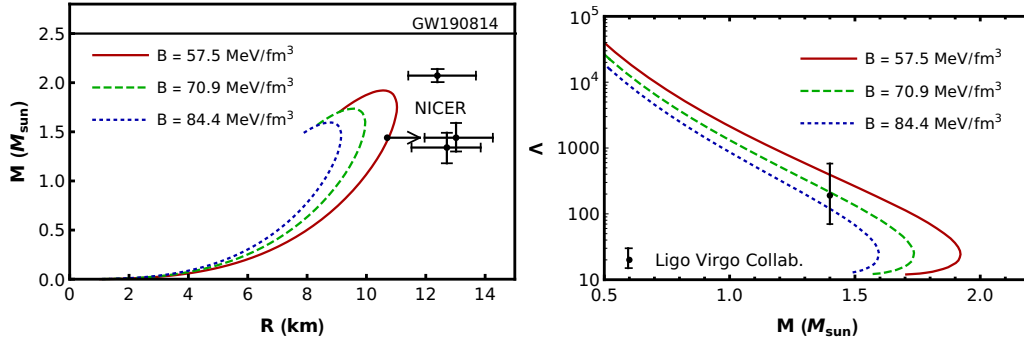 GW190814
B = 57.5 MeV/fm³
B = 70.9 MeV/fm³
B = 84.4 MeV/fm³
NICER
M (M_sun)
2.5
2.0
1.5
1.0
0.5
0.0
0 2 4 6 8 10 12 14
R (km)
B = 57.5 MeV/fm³
B = 70.9 MeV/fm³
B = 84.4 MeV/fm³
Ligo Virgo Collab.
Λ
10⁵
10⁴
1000
100
10
0.5 1.0 1.5 2.0
M (M_sun)